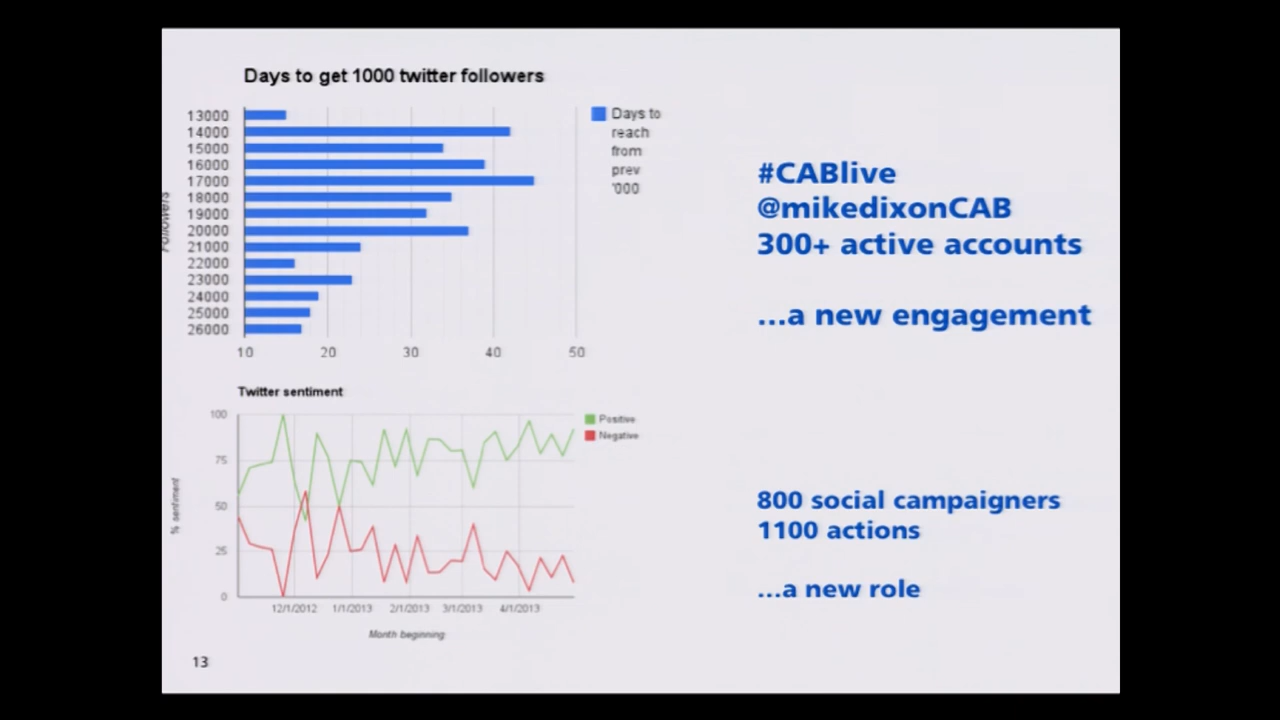 Days to get 1000 twitter followers
13000
14000
15000
16000
17000
18000
19000
20000
21000
22000
23000
24000
25000
26000
Followers
10 20 30 40 50
Days to
reach
from
prev
'000
Twitter sentiment
100
75
50
25
0
% sentiment
12/1/2012 1/1/2013 2/1/2013 3/1/2013 4/1/2013
Month beginning
Positive
Negative
13
#CABlive
@mikedixonCAB
300+ active accounts
...a new engagement
800 social campaigners
1100 actions
...a new role